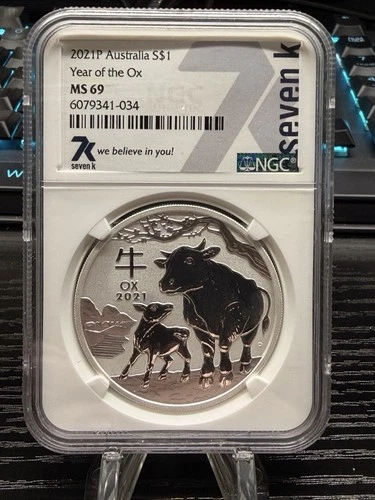 2021P Australia S$1
Year of the Ox
MS 69
6079341-034
7k
seven k
we believe in you!
seven k
NGC
牛
OX
2021